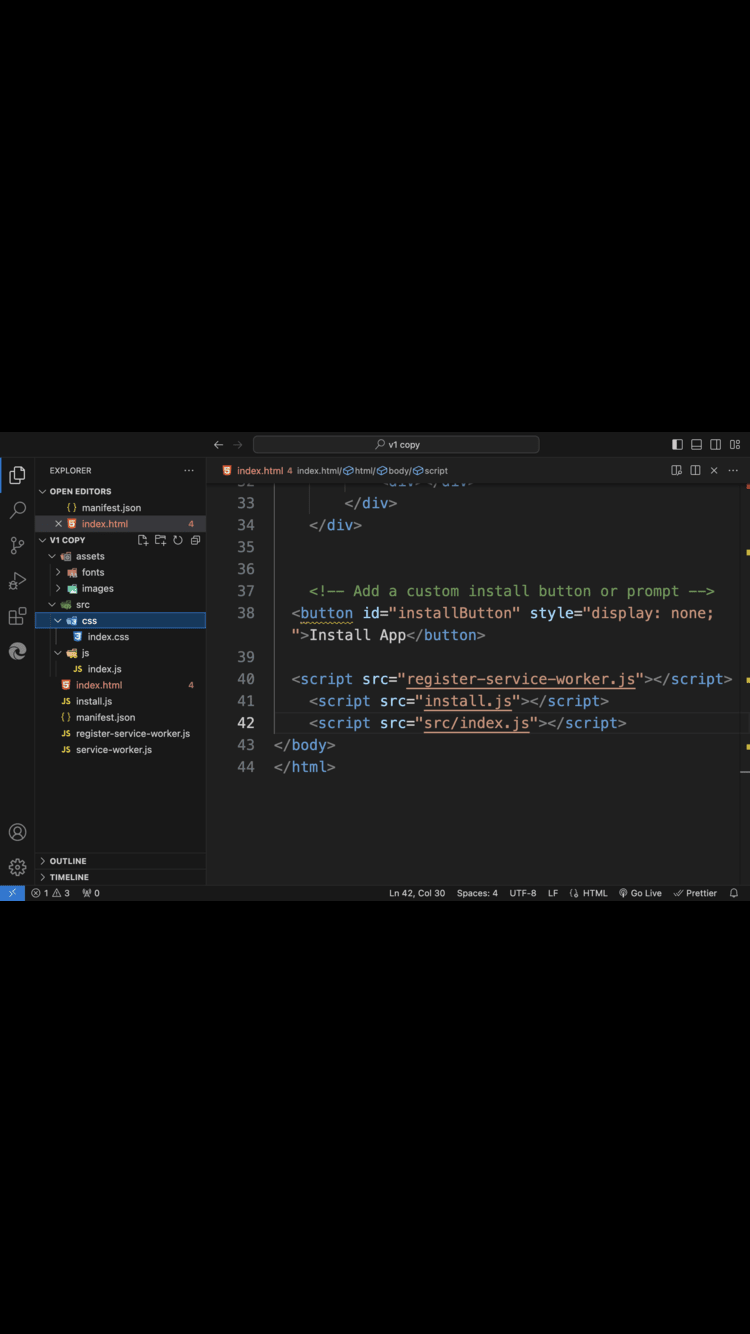 v1 copy
EXPLORER
OPEN EDITORS
{ } manifest.json
index.html 4
V1 COPY
assets
fonts
images
src
css
index.css
js
JS index.js
index.html 4
JS install.js
{ } manifest.json
JS register-service-worker.js
JS service-worker.js
OUTLINE
TIMELINE
index.html 4 index.html/html/body/script
33 </div>
34 </div>
35
36
37 <!-- Add a custom install button or prompt -->
38 <button id="installButton" style="display: none;
">Install App</button>
39
40 <script src="register-service-worker.js"></script>
41 <script src="install.js"></script>
42 <script src="src/index.js"></script>
43 </body>
44 </html>
1 3 0 Ln 42, Col 30 Spaces: 4 UTF-8 LF HTML Go Live Prettier